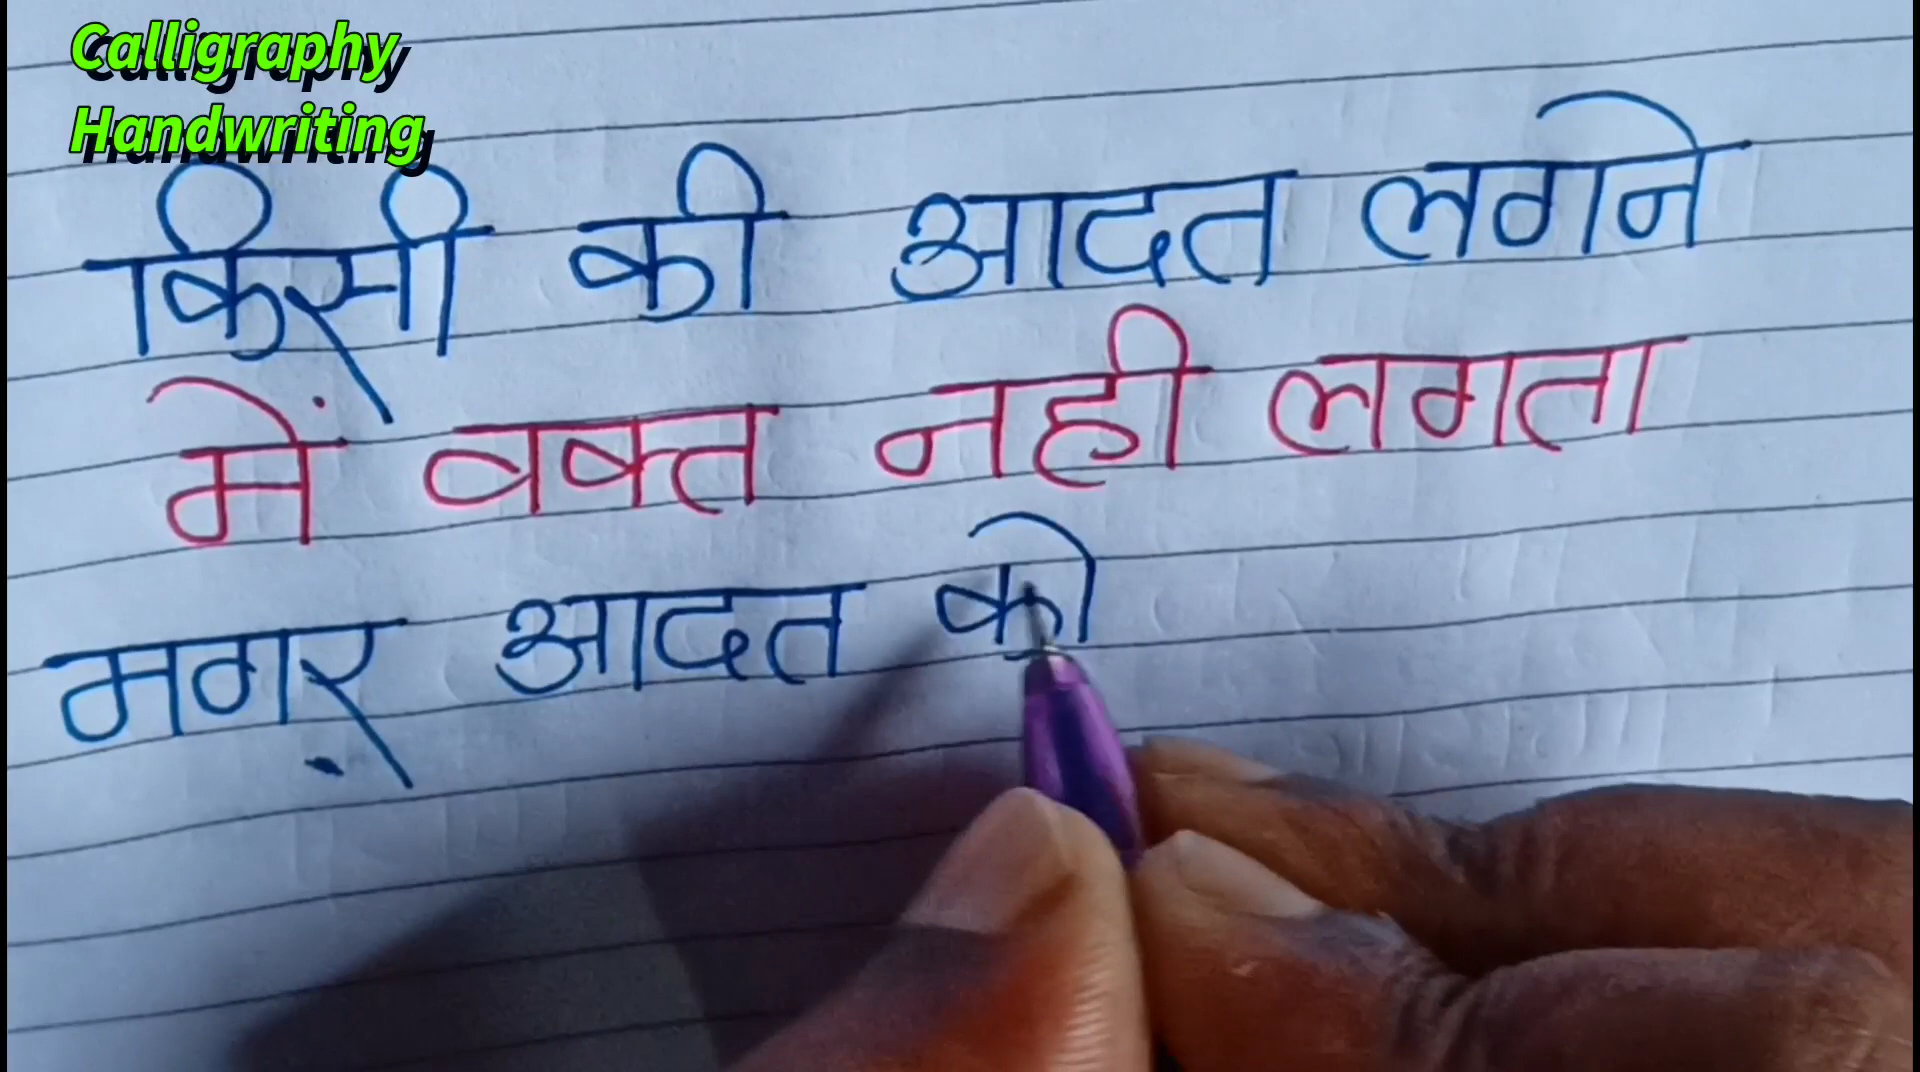 Calligraphy
Handwriting
किसी की आदत लगने
में वक्त नही लगता
मगर आदत को